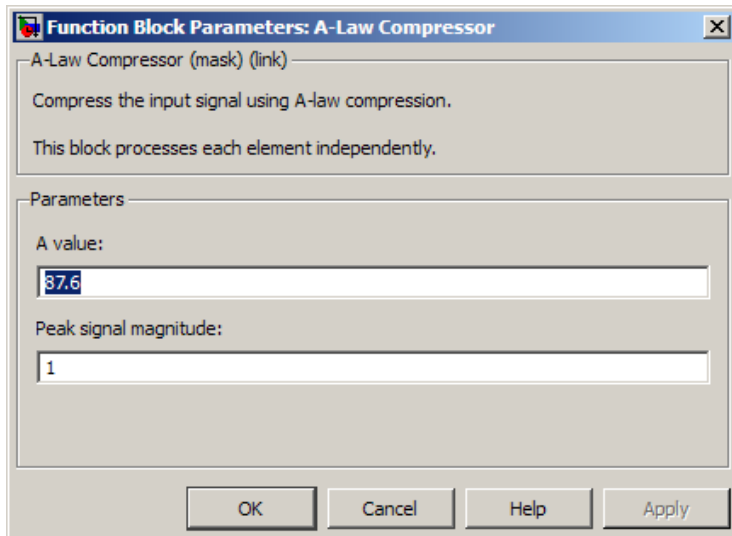 Function Block Parameters: A-Law Compressor
A-Law Compressor (mask) (link)
Compress the input signal using A-law compression.
This block processes each element independently.
Parameters
A value:
87.6
Peak signal magnitude:
1
OK Cancel Help Apply